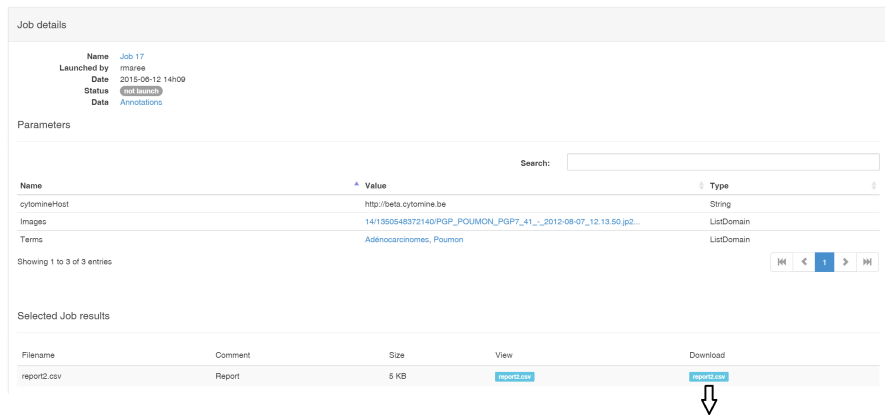 Job details
Name Job 17
Launched by rmaree
Date 2015-06-12 14h09
Status not launch
Data Annotations
Parameters
Search:
Name Value Type
cytomineHost http://beta.cytomine.be String
Images 14/1350548372140/PGP_POUMON_PGP7_41_-_2012-08-07_12.13.50.jp2... ListDomain
Terms Adénocarcinomes, Poumon ListDomain
Showing 1 to 3 of 3 entries 1
Selected Job results
Filename Comment Size View Download
report2.csv Report 5 KB report2.csv report2.csv